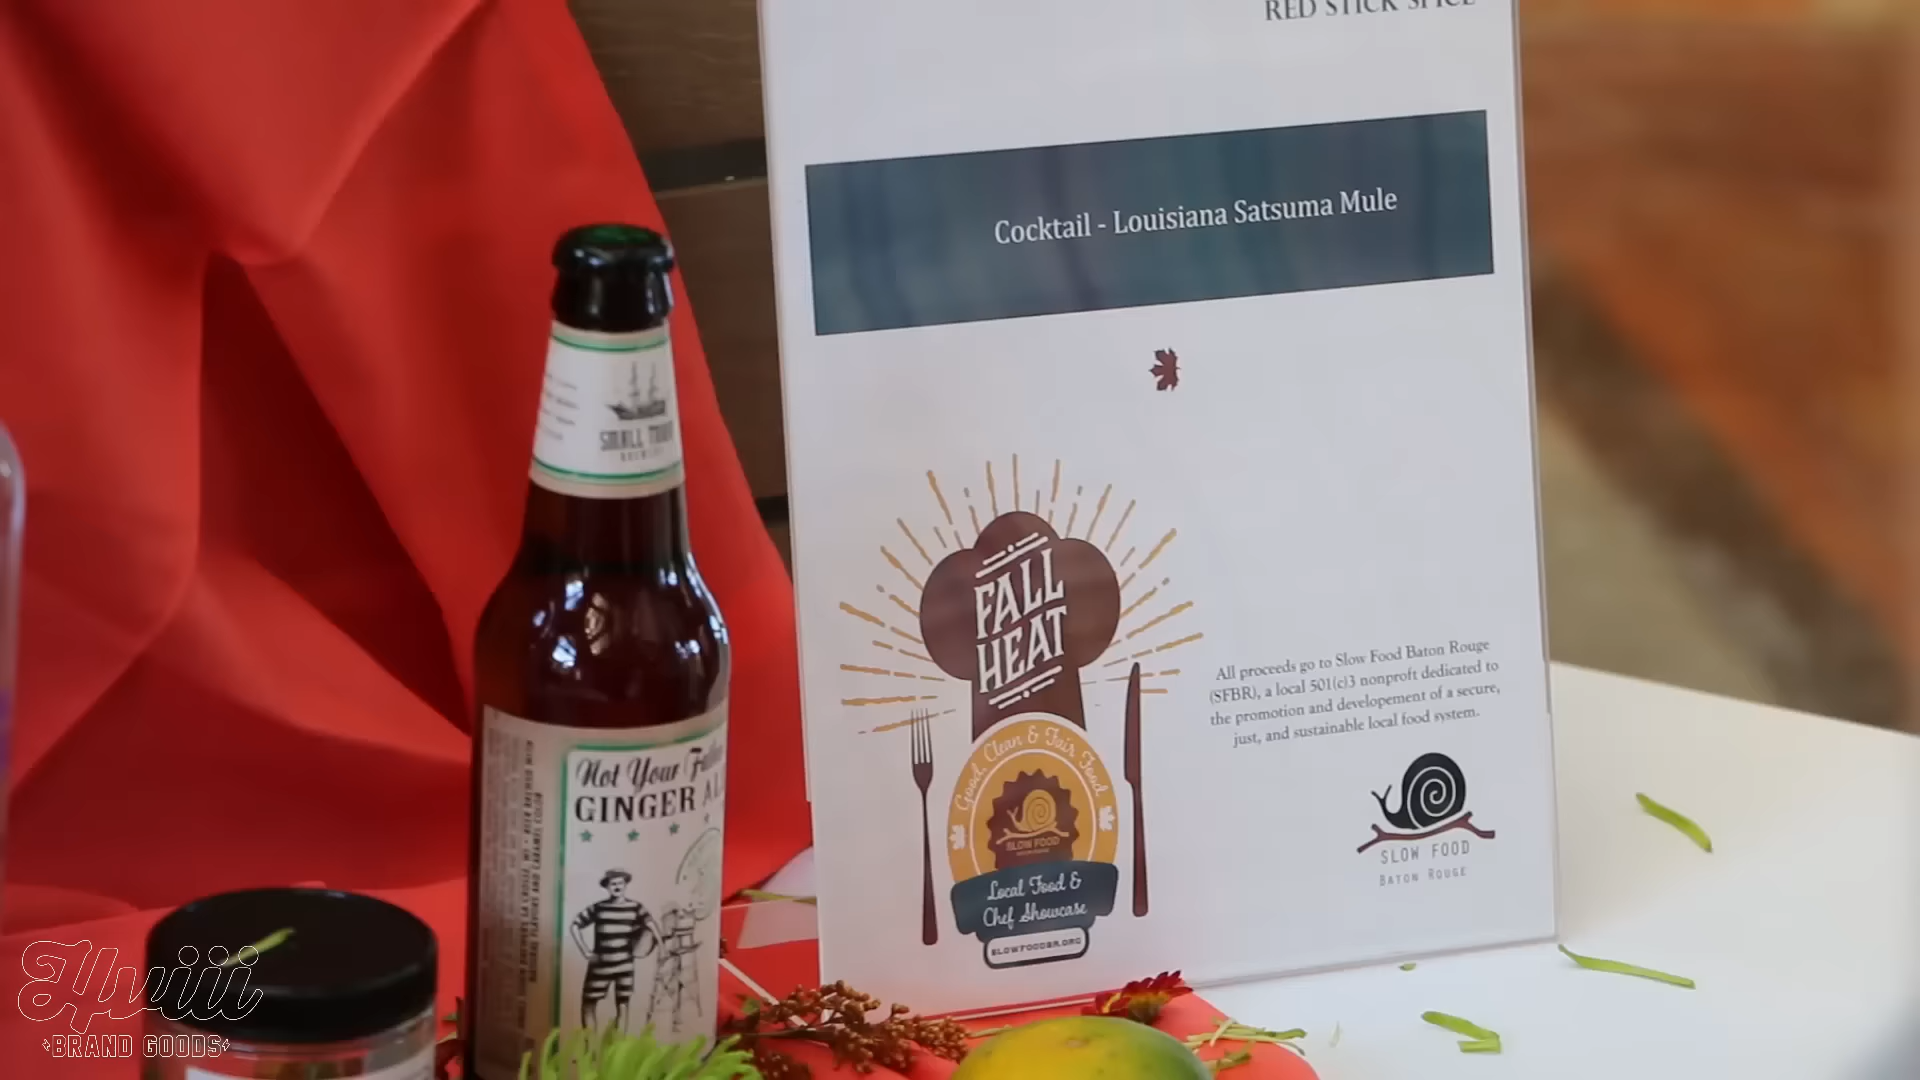 RED STICK SPICE
Cocktail - Louisiana Satsuma Mule
FALL
HEAT
Good, Clean & Fair Food
SLOW FOOD
Local Food &
Chef Showcase
SLOWFOODBR.ORG
All proceeds go to Slow Food Baton Rouge
(SFBR), a local 501(c)3 nonproft dedicated to
the promotion and developement of a secure,
just, and sustainable local food system.
SLOW FOOD
BATON ROUGE
SMALL TOWN
BREWERY
Not Your
GINGER
BRAND GOODS